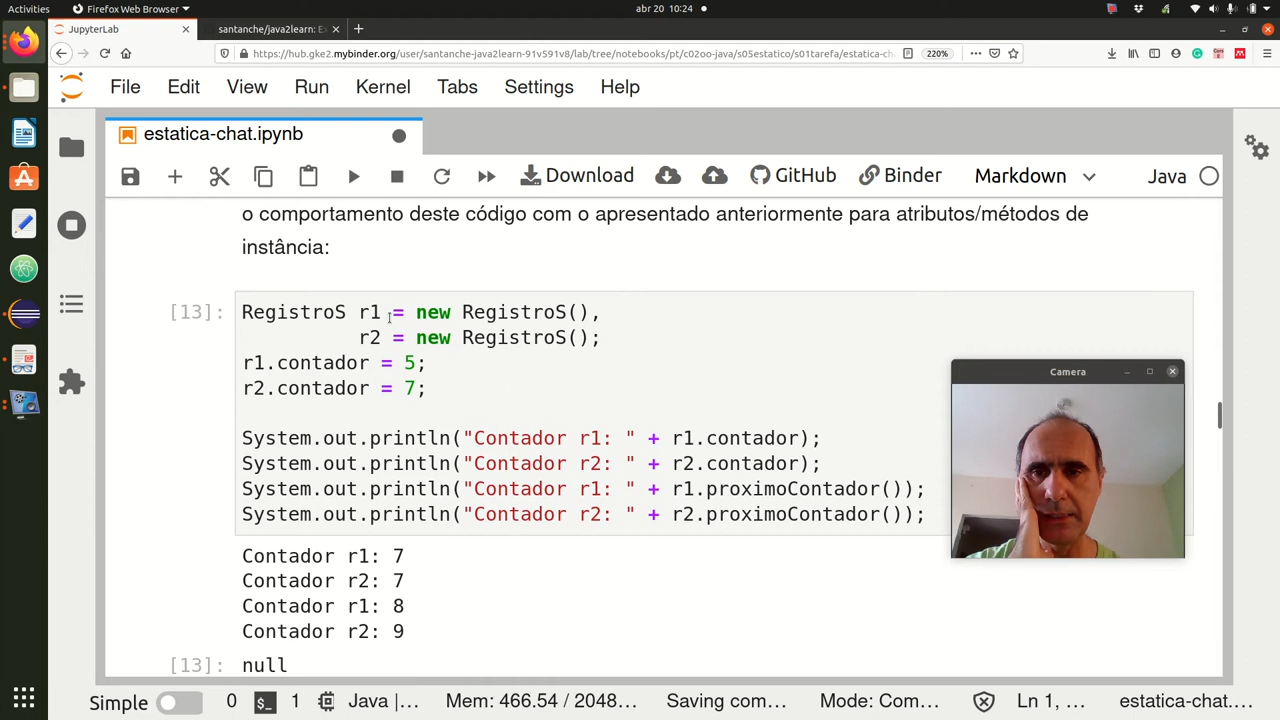 Activities
Firefox Web Browser
abr 20 10:24
JupyterLab
santanche/java2learn: Ex
https://hub.gke2.mybinder.org/user/santanche-java2learn-91v591v8/lab/tree/notebooks/pt/c02oo-java/s05estatico/s01tarefa/estatica-cha
220%
File Edit View Run Kernel Tabs Settings Help
estatica-chat.ipynb
Download GitHub Binder Markdown Java
o comportamento deste código com o apresentado anteriormente para atributos/métodos de
instância:
[13]: RegistroS r1 = new RegistroS(),
r2 = new RegistroS();
r1.contador = 5;
r2.contador = 7;
System.out.println("Contador r1: " + r1.contador);
System.out.println("Contador r2: " + r2.contador);
System.out.println("Contador r1: " + r1.proximoContador());
System.out.println("Contador r2: " + r2.proximoContador());
Camera
Contador r1: 7
Contador r2: 7
Contador r1: 8
Contador r2: 9
[13]: null
Simple 0 $_ 1 Java |... Mem: 466.54 / 2048... Saving com... Mode: Com... Ln 1, ... estatica-chat....